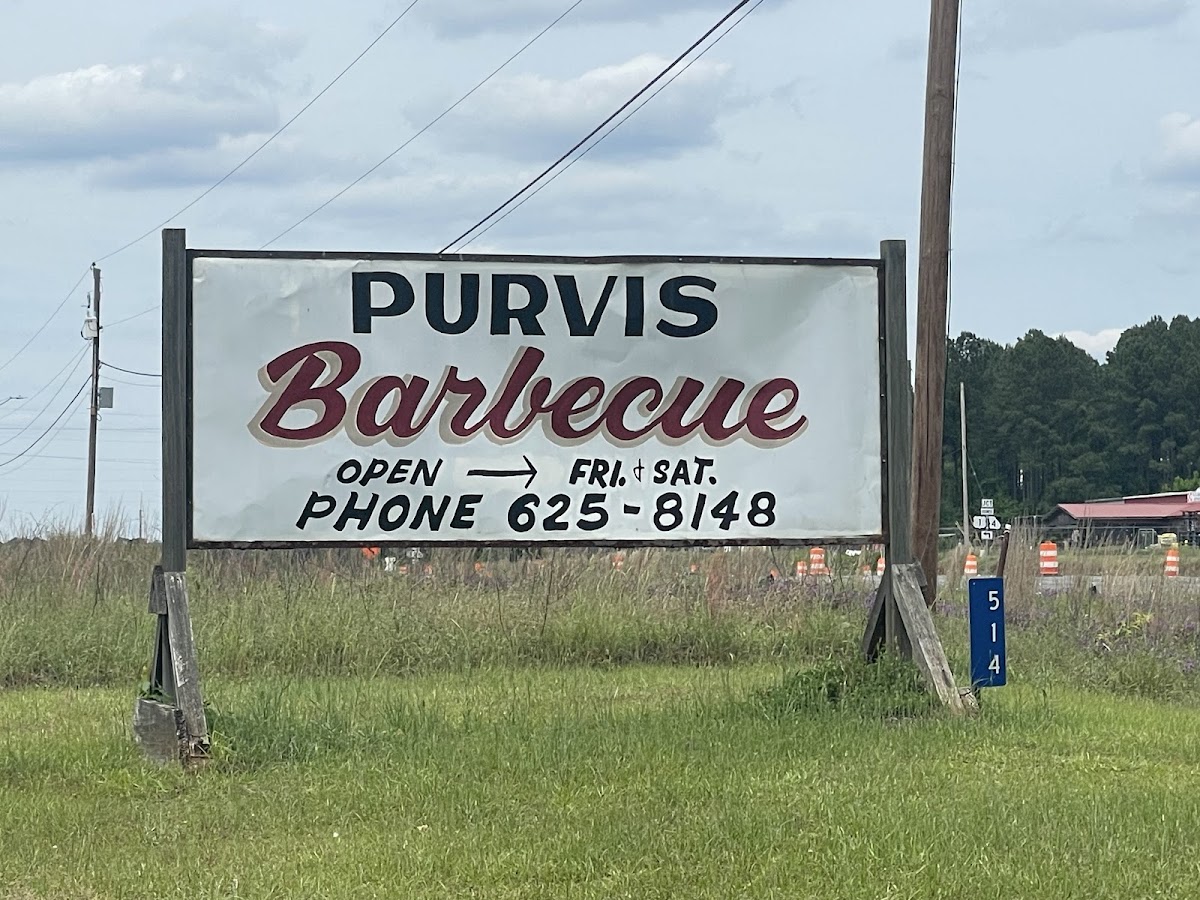 PURVIS
Barbecue
OPEN → FRI. & SAT.
PHONE 625-8148
5
1
4